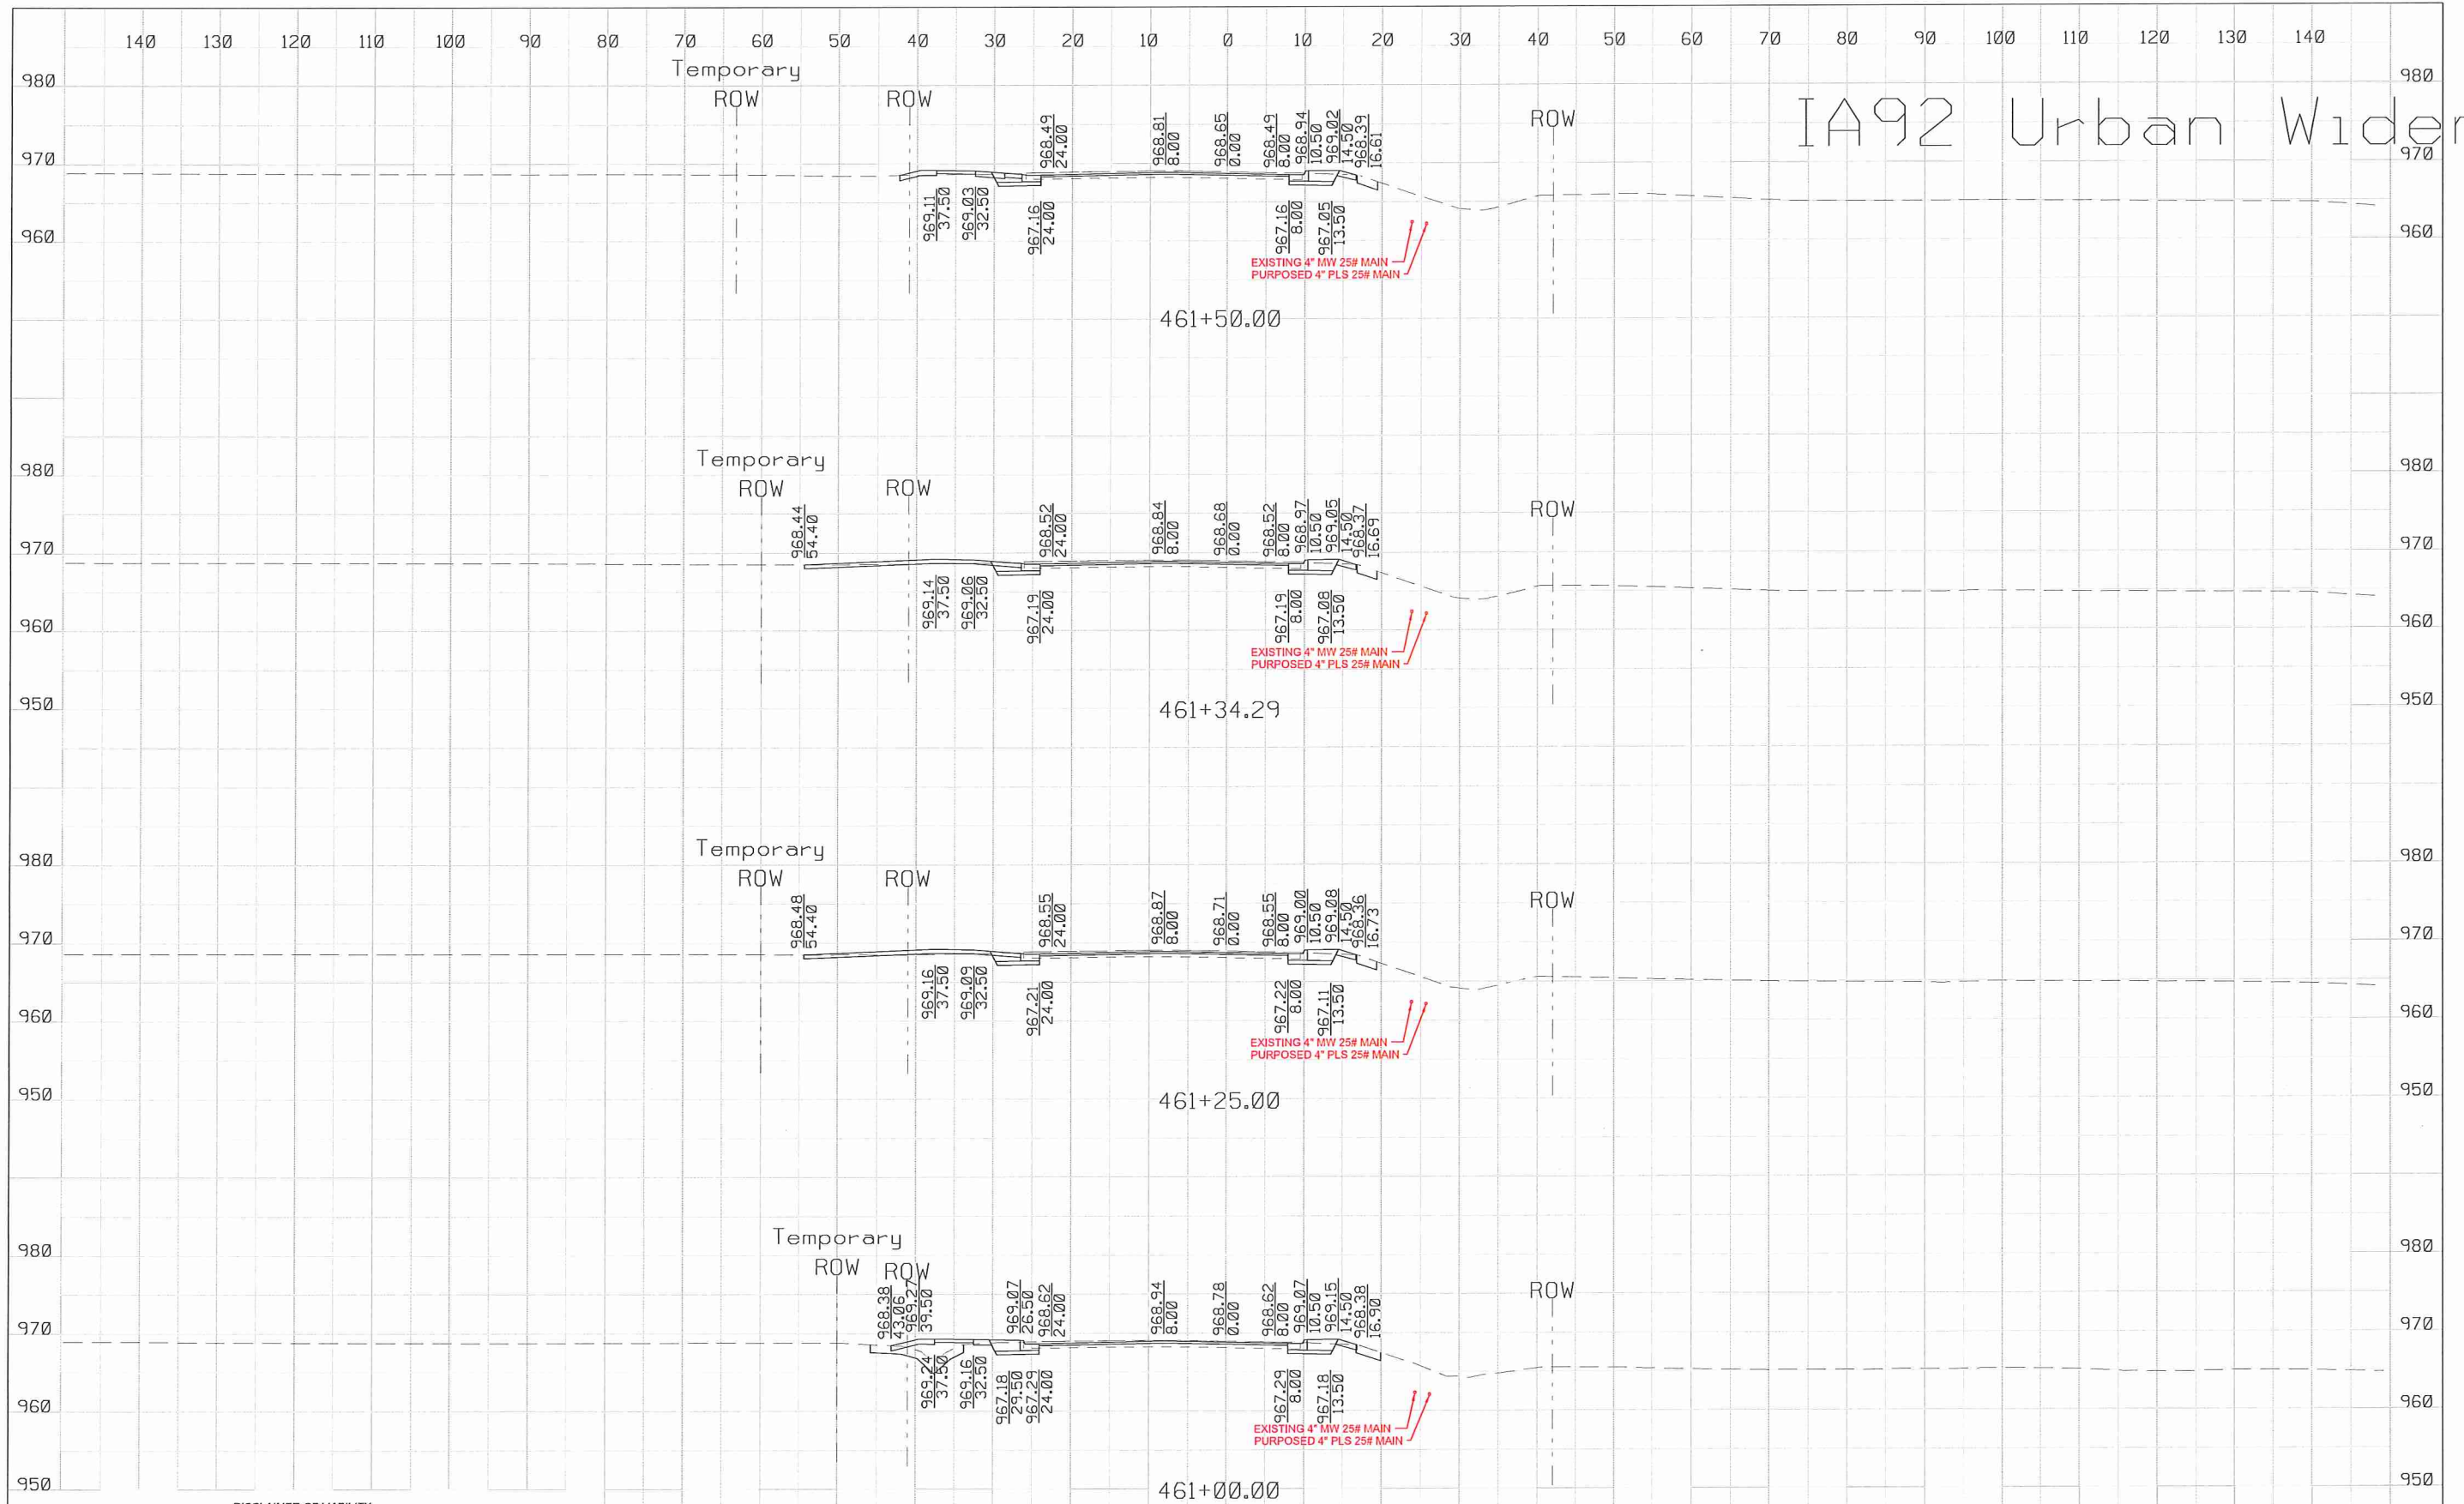 140 130 120 110 100 90 80 70 60 50 40 30 20 10 0 10 20 30 40 50 60 70 80 90 100 110 120 130 140
Temporary
980 980
ROW ROW ROW
IA92 Urban Widen
968.49 968.81 968.65 968.49 968.94 969.02 968.39
24.00 8.00 0.00 8.00 10.50 14.50 16.61
970 970
969.11 969.03 967.16 967.16 967.05
37.50 32.50 24.00 8.00 13.50
960 960
EXISTING 4" MW 25# MAIN
PURPOSED 4" PLS 25# MAIN
461+50.00
Temporary
980 980
ROW ROW ROW
968.44 968.52 968.84 968.68 968.52 968.97 969.05 968.37
54.40 24.00 8.00 0.00 8.00 10.50 14.50 16.69
970 970
969.14 969.06 967.19 967.19 967.08
37.50 32.50 24.00 8.00 13.50
960 960
EXISTING 4" MW 25# MAIN
PURPOSED 4" PLS 25# MAIN
950 950
461+34.29
Temporary
980 980
ROW ROW ROW
968.48 968.55 968.87 968.71 968.55 969.00 969.08 968.36
54.40 24.00 8.00 0.00 8.00 10.50 14.50 16.73
970 970
969.16 969.09 967.21 967.22 967.11
37.50 32.50 24.00 8.00 13.50
960 960
EXISTING 4" MW 25# MAIN
PURPOSED 4" PLS 25# MAIN
950 950
461+25.00
Temporary
980 980
ROW ROW ROW
968.38 969.27 969.07 968.62 968.94 968.78 968.62 969.07 969.15 968.38
43.06 39.50 26.50 24.00 8.00 0.00 8.00 10.50 14.50 16.90
970 970
969.24 969.16 967.18 967.29 967.29 967.18
37.50 32.50 29.50 24.00 8.00 13.50
960 960
EXISTING 4" MW 25# MAIN
PURPOSED 4" PLS 25# MAIN
950 950
461+00.00